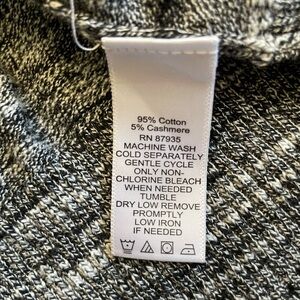 95% Cotton
5% Cashmere
RN 87935
MACHINE WASH
COLD SEPARATELY
GENTLE CYCLE
ONLY NON-
CHLORINE BLEACH
WHEN NEEDED
TUMBLE
DRY LOW REMOVE
PROMPTLY
LOW IRON
IF NEEDED